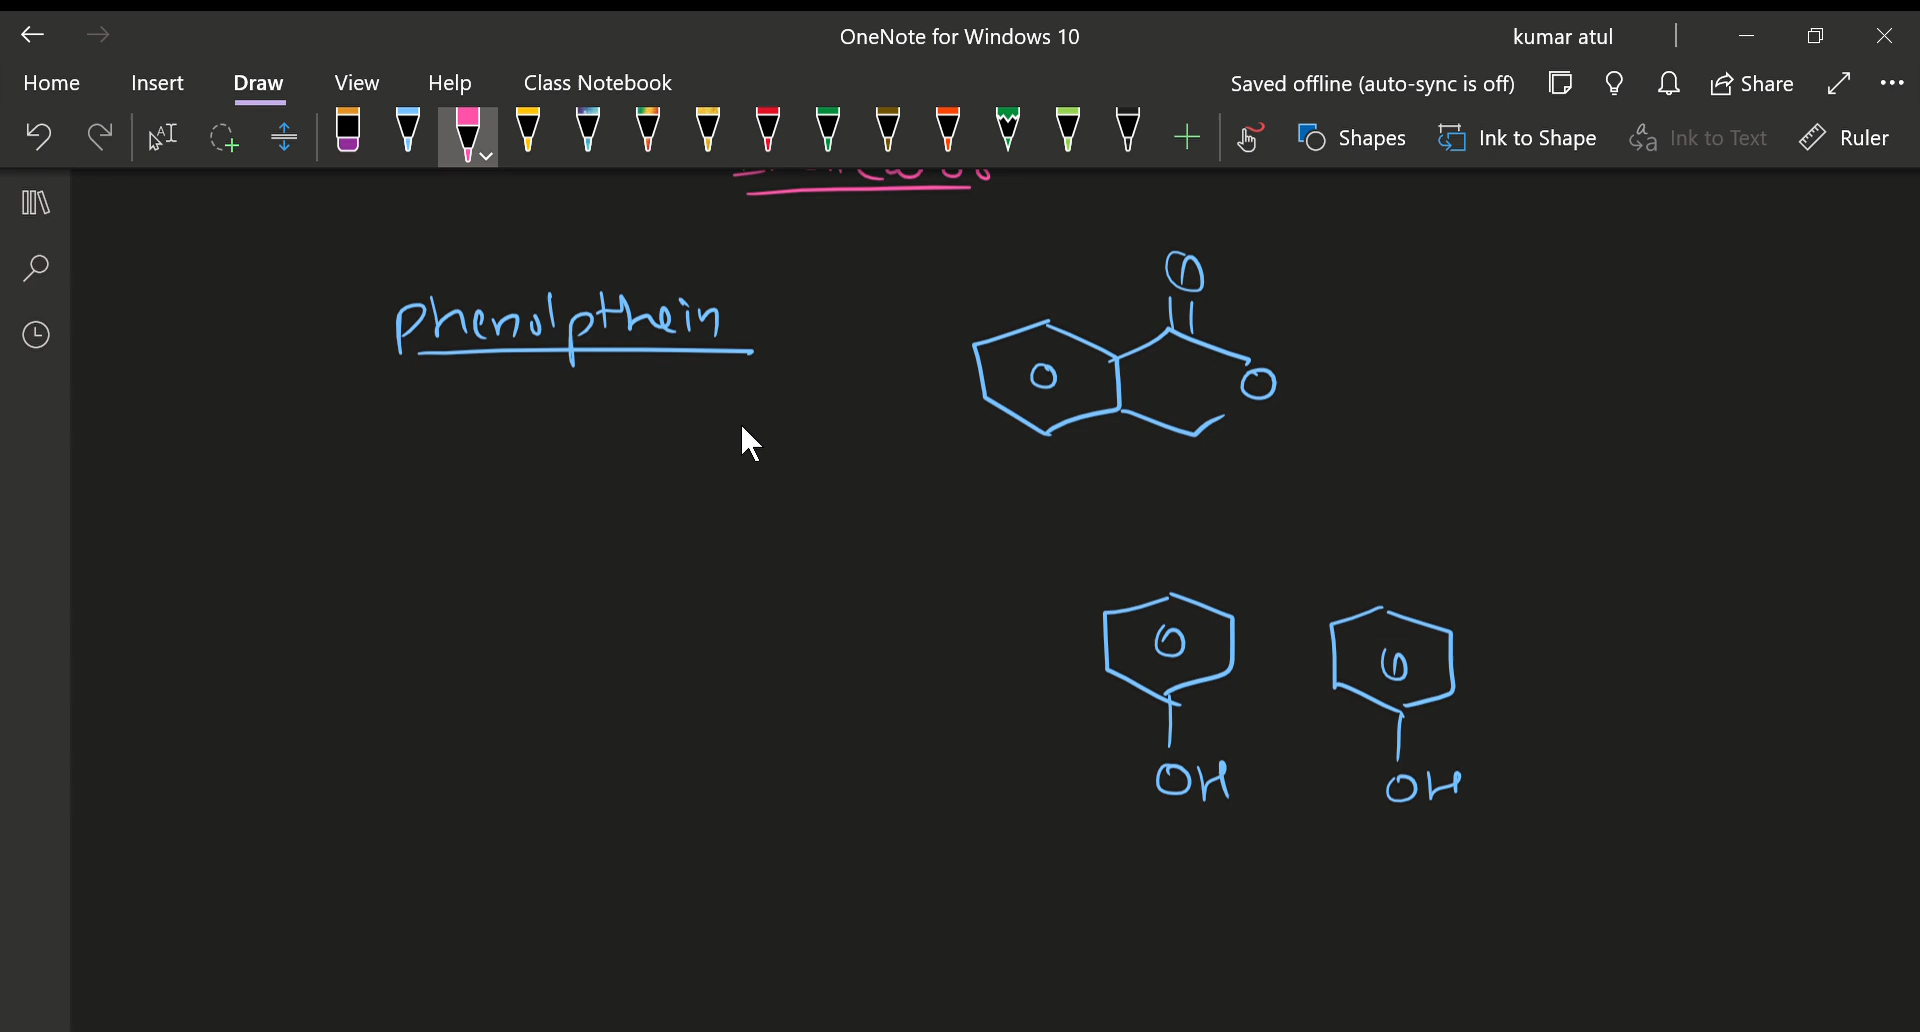 OneNote for Windows 10
kumar atul
Home Insert Draw View Help Class Notebook
Saved offline (auto-sync is off) Share
Shapes Ink to Shape Ink to Text Ruler
phenolpthein
O
O
O
O O
OH OH